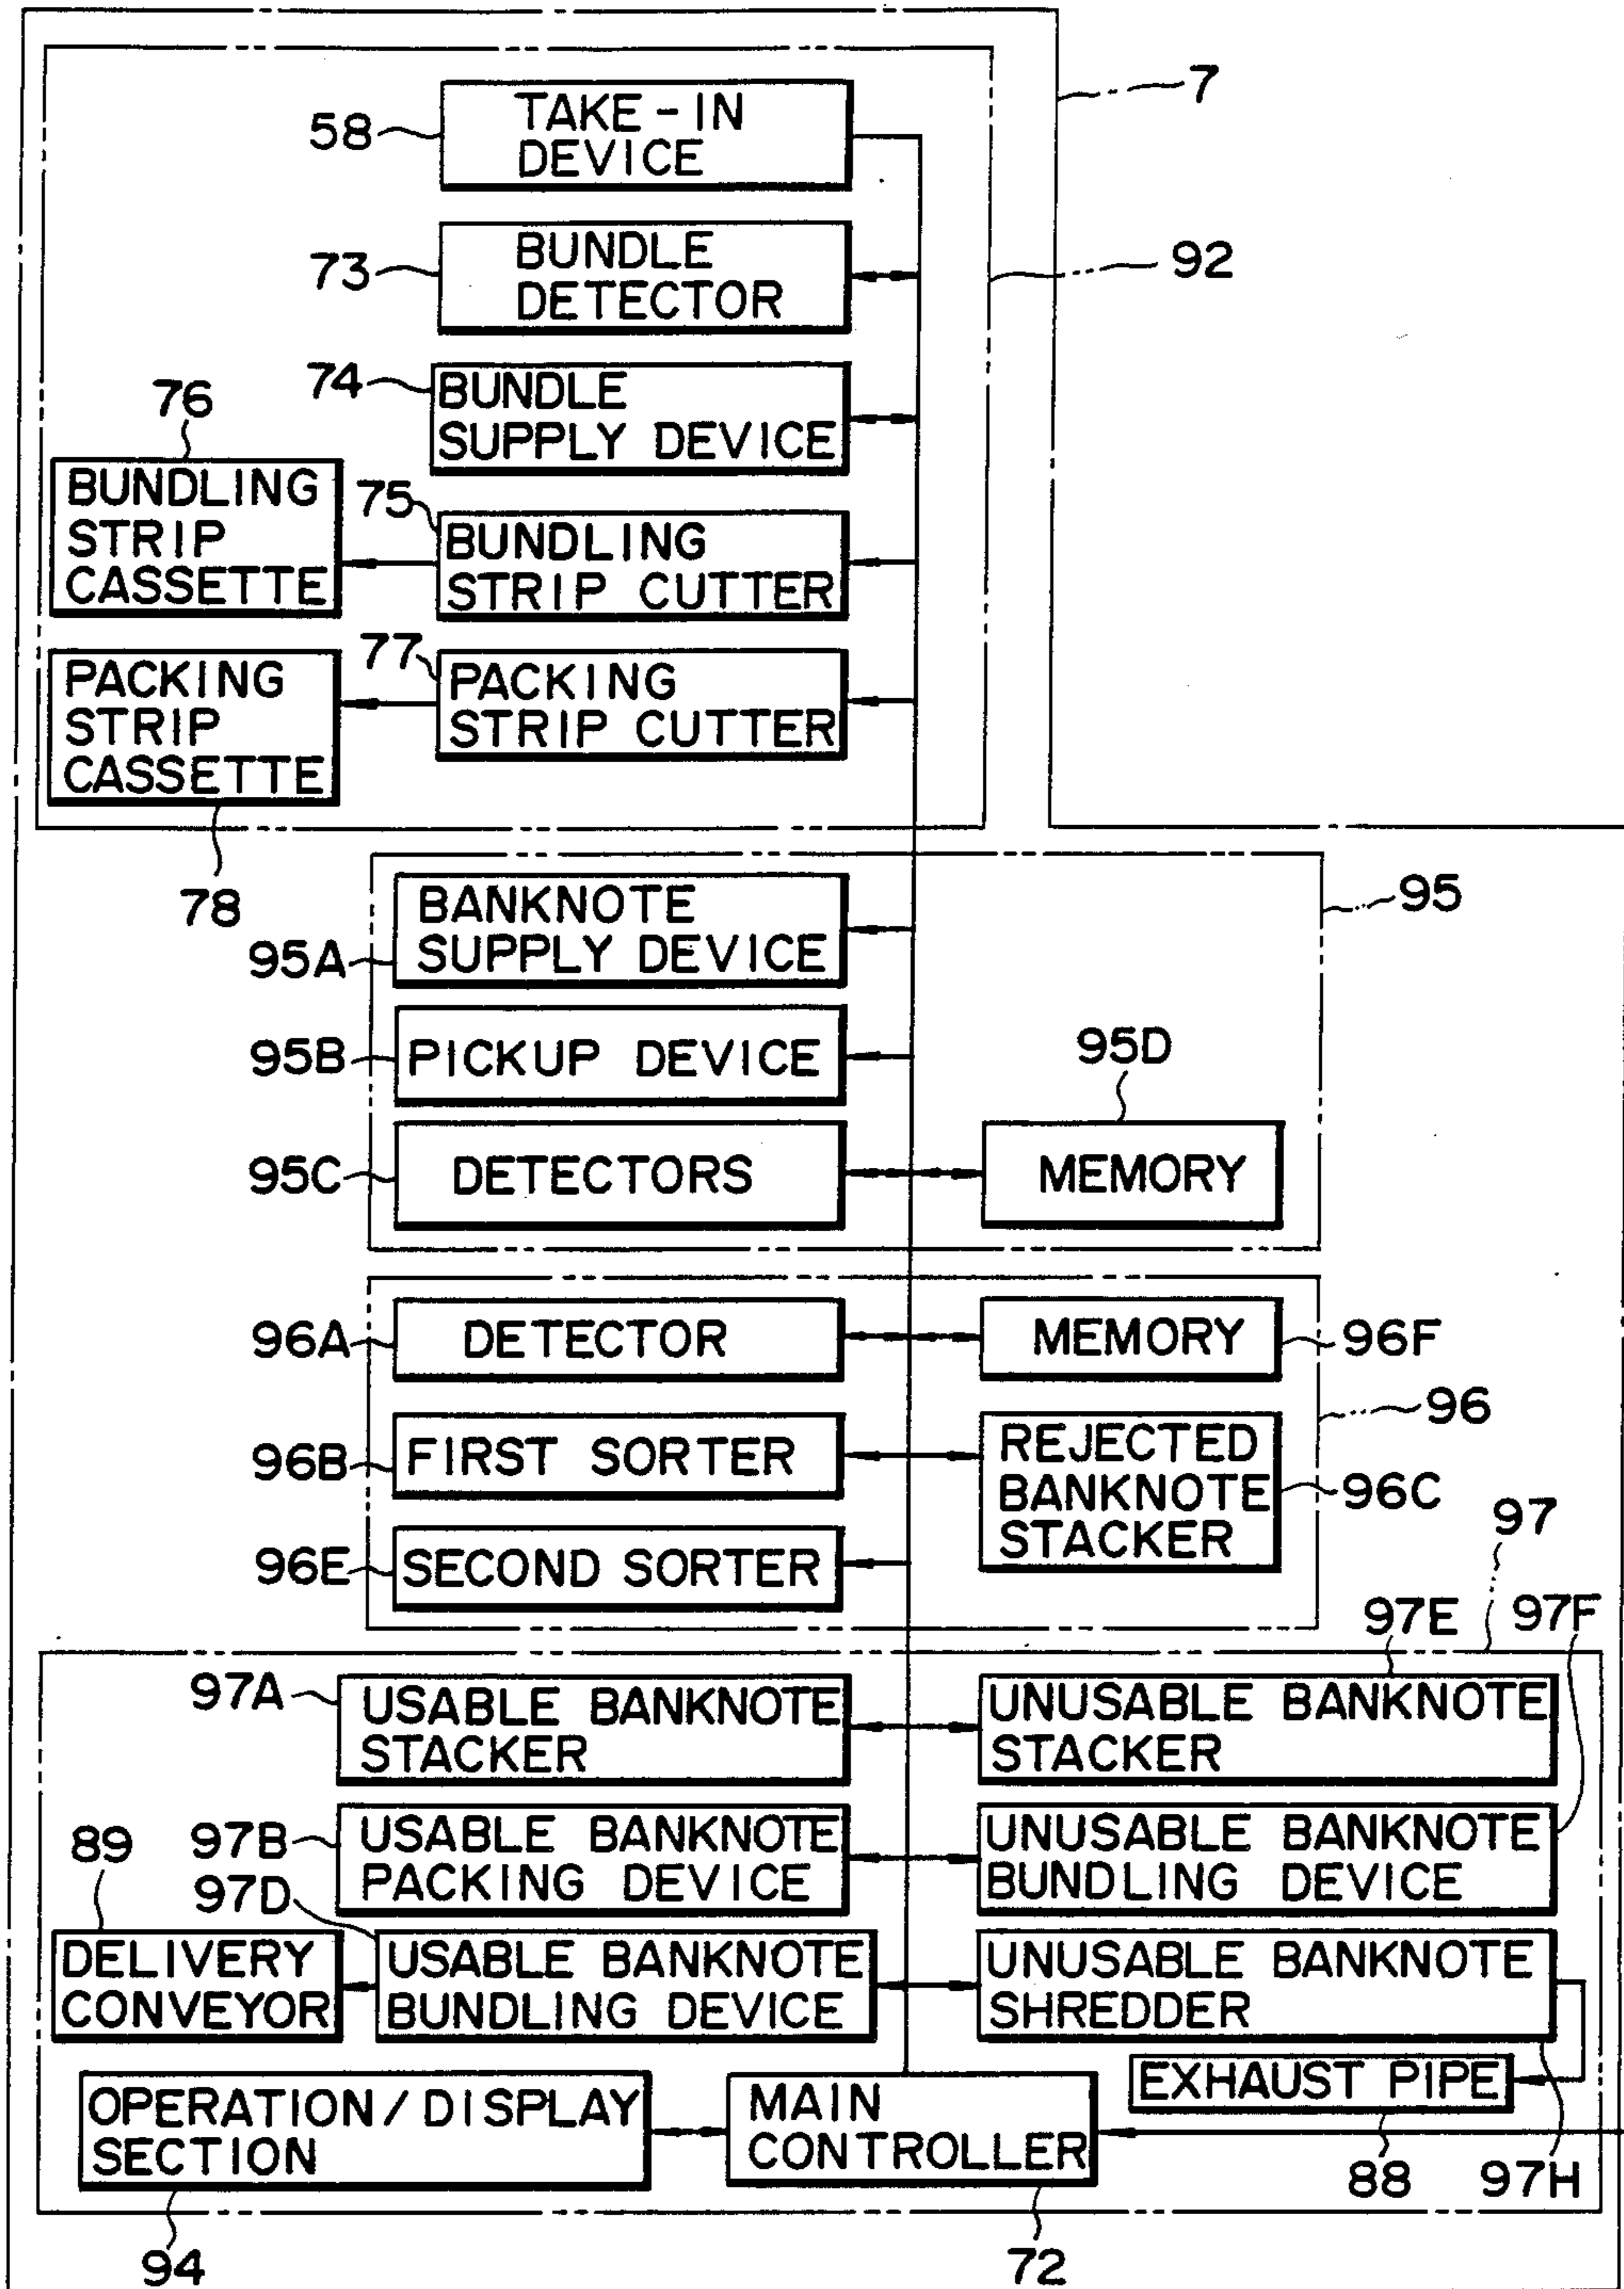 7
58
TAKE-IN
DEVICE
92
73
BUNDLE
DETECTOR
74
BUNDLE
SUPPLY DEVICE
76
BUNDLING
STRIP
CASSETTE
75
BUNDLING
STRIP CUTTER
77
PACKING
STRIP CUTTER
PACKING
STRIP
CASSETTE
78
95
BANKNOTE
SUPPLY DEVICE
95A
95B
PICKUP DEVICE
95D
95C
DETECTORS
MEMORY
96A
DETECTOR
MEMORY
96F
96
96B
FIRST SORTER
REJECTED
BANKNOTE
STACKER
96C
96E
SECOND SORTER
97
97E
97F
97A
USABLE BANKNOTE
STACKER
UNUSABLE BANKNOTE
STACKER
89
97B
USABLE BANKNOTE
PACKING DEVICE
UNUSABLE BANKNOTE
BUNDLING DEVICE
97D
DELIVERY
CONVEYOR
USABLE BANKNOTE
BUNDLING DEVICE
UNUSABLE BANKNOTE
SHREDDER
EXHAUST PIPE
OPERATION/DISPLAY
SECTION
MAIN
CONTROLLER
88
97H
94
72